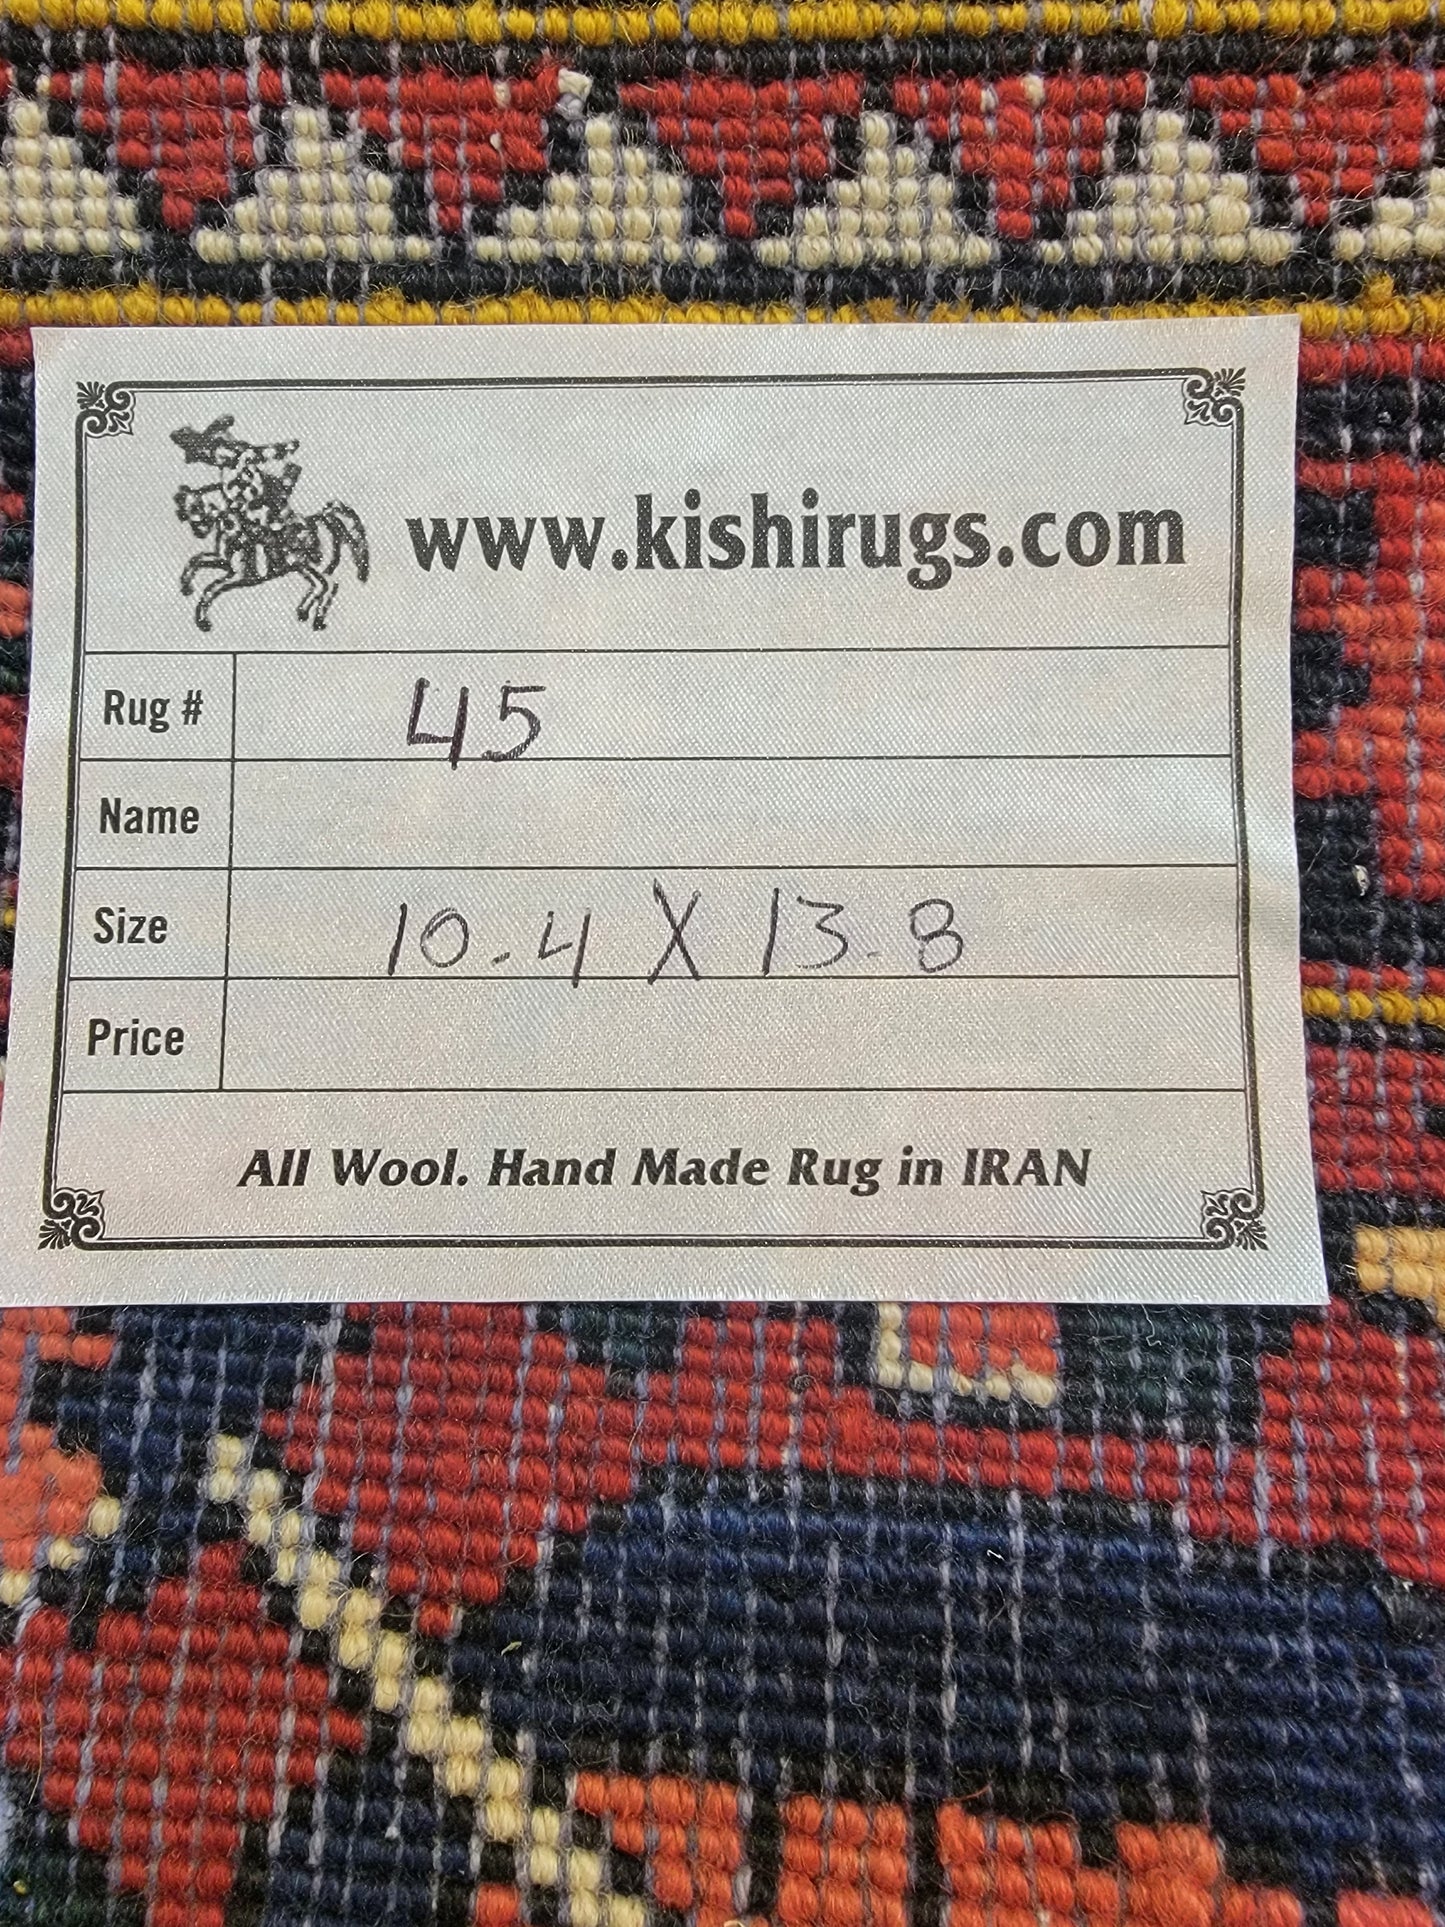 www.kishirugs.com
Rug # 45
Name
Size 10.4 X 13.8
Price
All Wool. Hand Made Rug in IRAN